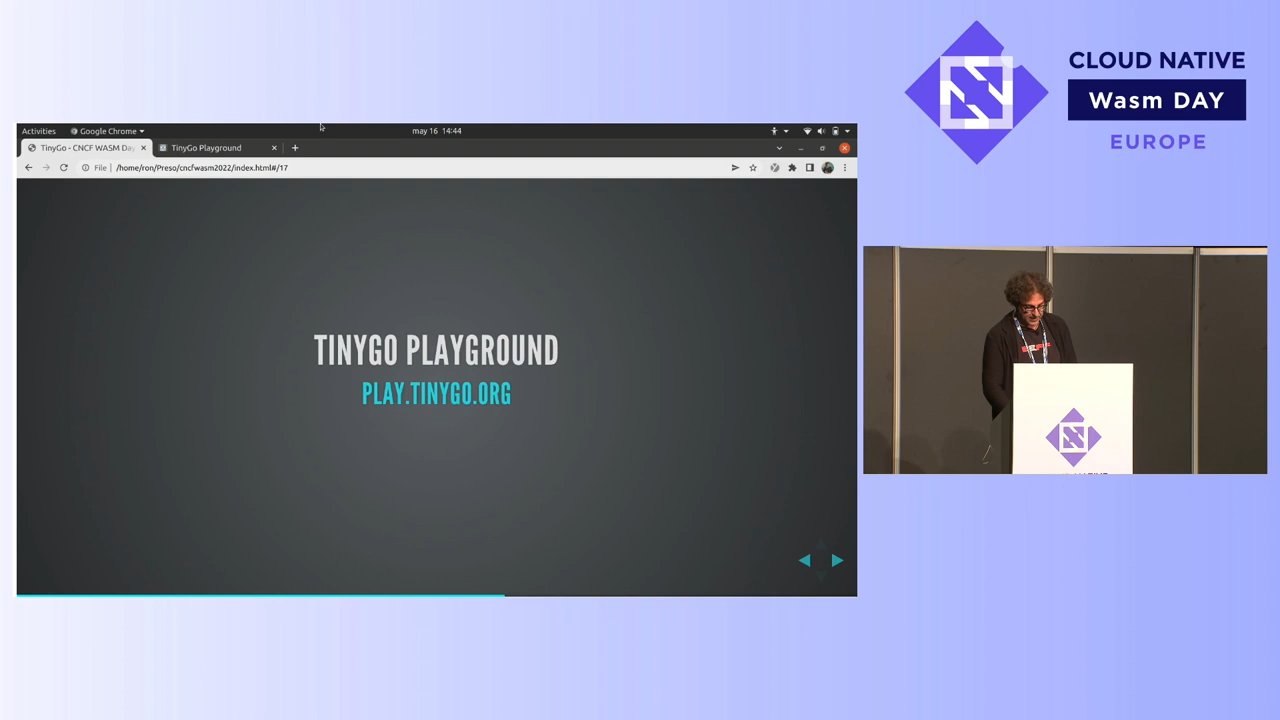 CLOUD NATIVE
Wasm DAY
EUROPE
Activities
Google Chrome
may 16 14:44
TinyGo - CNCF WASM Da
TinyGo Playground
File
/home/ron/Preso/cncfwasm2022/index.html#/17
TINYGO PLAYGROUND
PLAY.TINYGO.ORG